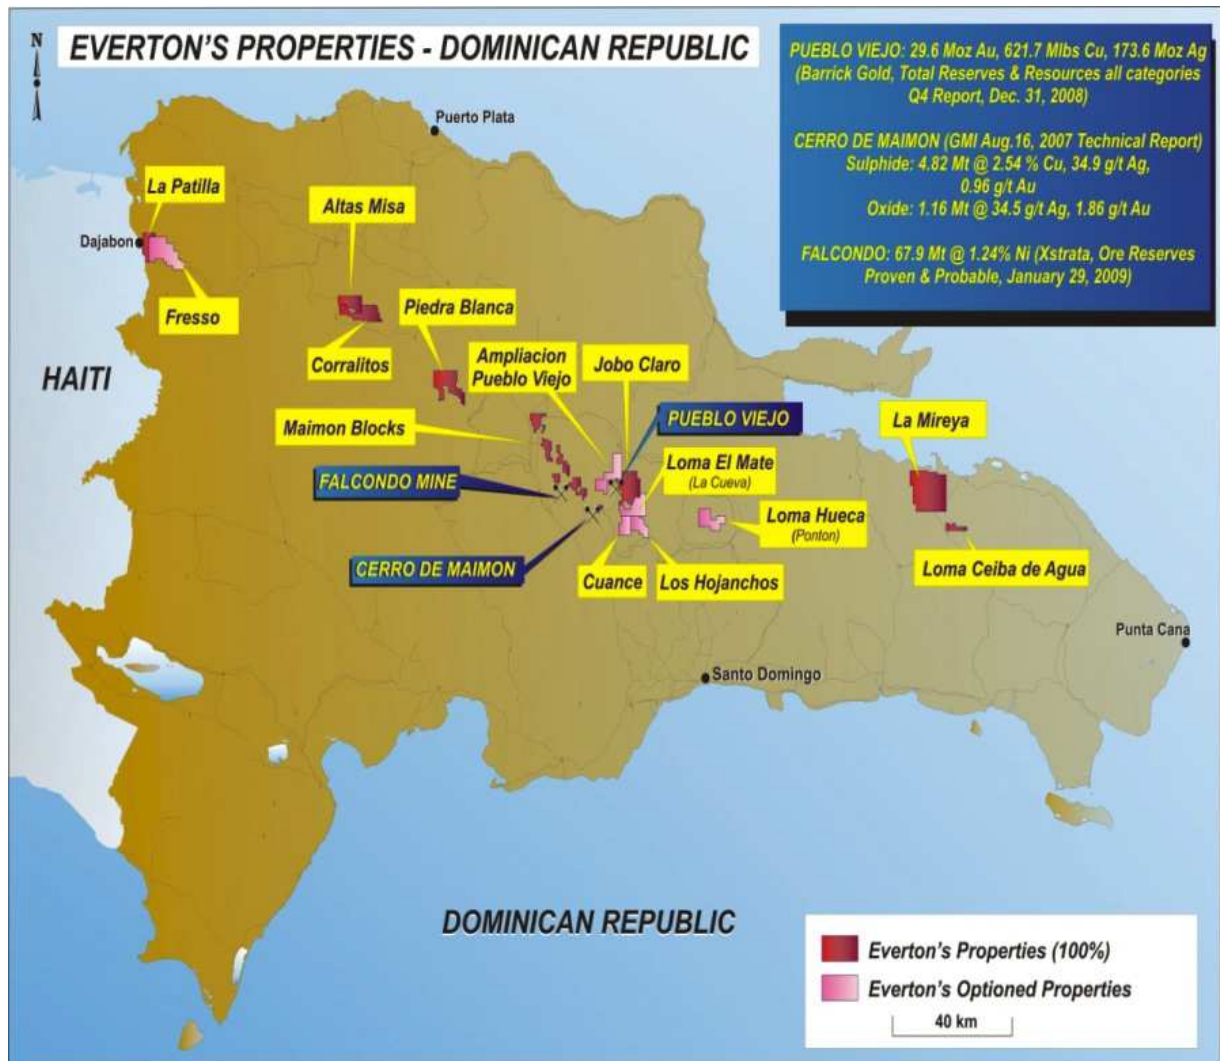 N
EVERTON'S PROPERTIES - DOMINICAN REPUBLIC
PUEBLO VIEJO: 29.6 Moz Au, 621.7 Mlbs Cu, 173.6 Moz Ag
(Barrick Gold, Total Reserves & Resources all categories
Q4 Report, Dec. 31, 2008)
CERRO DE MAIMON (GMI Aug.16, 2007 Technical Report)
Sulphide: 4.82 Mt @ 2.54 % Cu, 34.9 g/t Ag,
0.96 g/t Au
Oxide: 1.16 Mt @ 34.5 g/t Ag, 1.86 g/t Au
FALCONDO: 67.9 Mt @ 1.24% Ni (Xstrata, Ore Reserves
Proven & Probable, January 29, 2009)
Puerto Plata
La Patilla
Altas Misa
Dajabon
Fresso
Piedra Blanca
Corralitos
Ampliacion
Pueblo Viejo
Jobo Claro
HAITI
Maimon Blocks
PUEBLO VIEJO
La Mireya
FALCONDO MINE
Loma El Mate
(La Cueva)
Loma Hueca
(Ponton)
CERRO DE MAIMON
Cuance
Los Hojanchos
Loma Ceiba de Agua
Punta Cana
Santo Domingo
DOMINICAN REPUBLIC
Everton's Properties (100%)
Everton's Optioned Properties
40 km